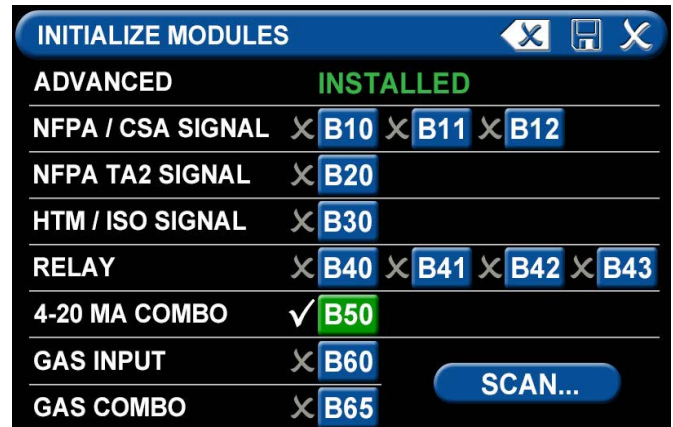 INITIALIZE MODULES
ADVANCED INSTALLED
NFPA / CSA SIGNAL B10 B11 B12
NFPA TA2 SIGNAL B20
HTM / ISO SIGNAL B30
RELAY B40 B41 B42 B43
4-20 MA COMBO B50
GAS INPUT B60
SCAN...
GAS COMBO B65